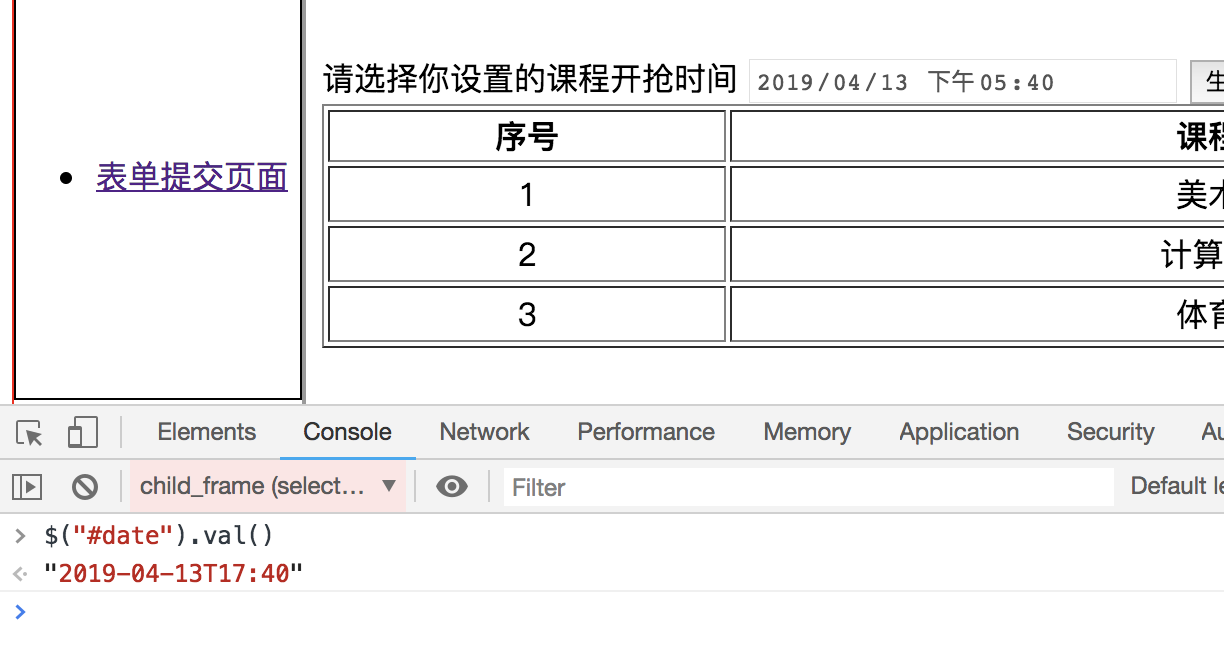 请选择你设置的课程开抢时间 2019/04/13 下午05:40 生
序号 课程
表单提交页面
1 美术
2 计算
3 体育
Elements Console Network Performance Memory Application Security Au
child_frame (select... ▼ Filter Default le
> $("#date").val()
"2019-04-13T17:40"
>